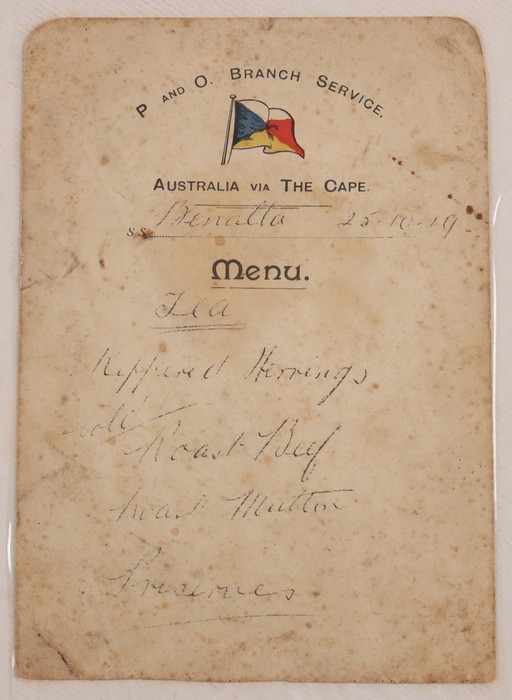 P AND O. BRANCH SERVICE.
AUSTRALIA VIA THE CAPE.
s.s. Benalla 25-10-19
Menu.
Tea
Kippered Herrings
Cold
Roast Beef
Roast Mutton
Preserves